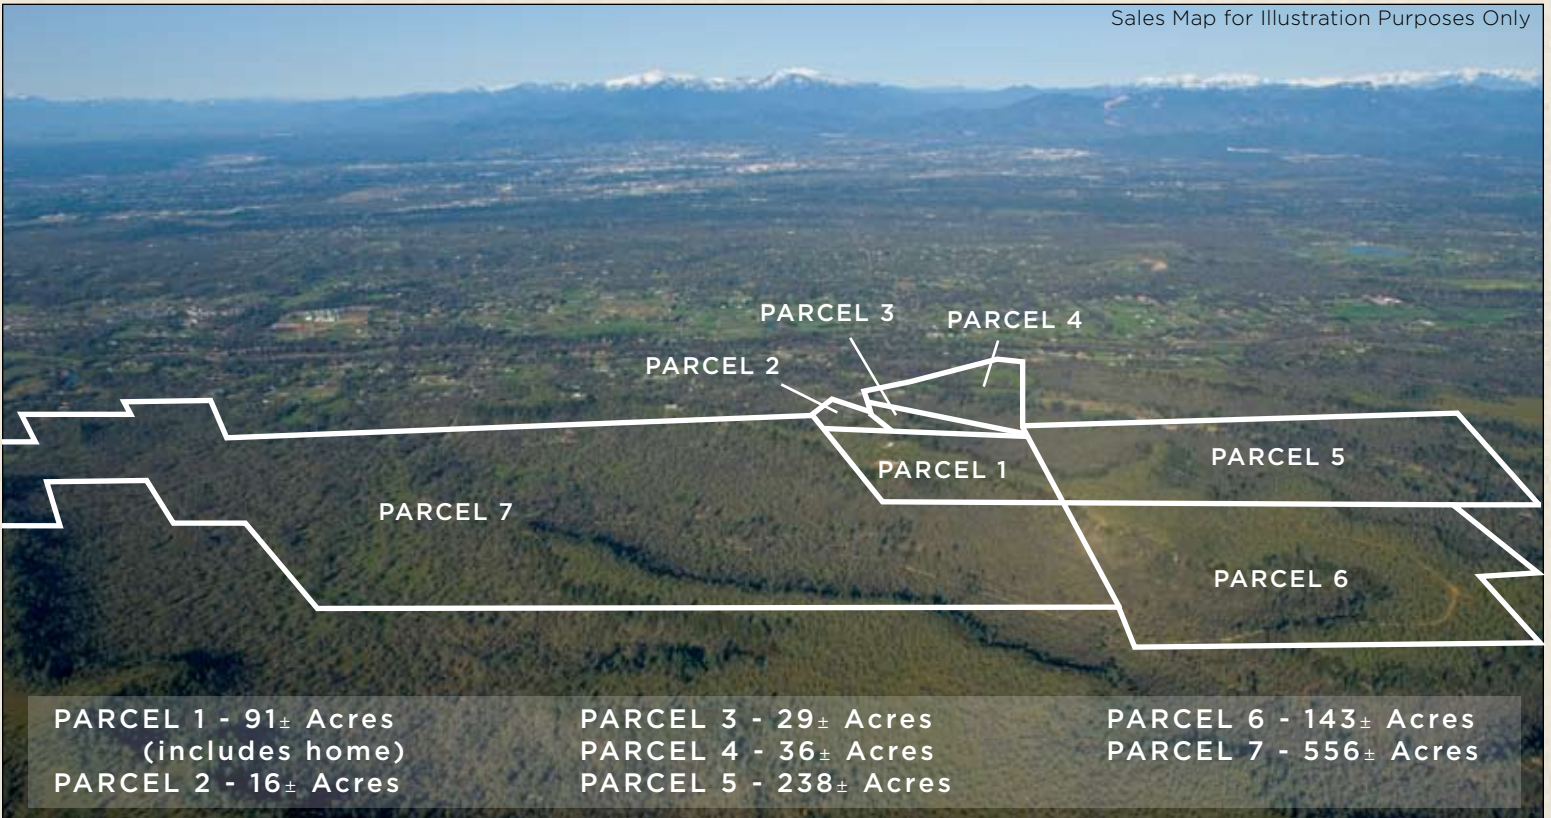 Sales Map for Illustration Purposes Only
PARCEL 3
PARCEL 4
PARCEL 2
PARCEL 5
PARCEL 1
PARCEL 7
PARCEL 6
PARCEL 1 - 91± Acres
(includes home)
PARCEL 2 - 16± Acres
PARCEL 3 - 29± Acres
PARCEL 4 - 36± Acres
PARCEL 5 - 238± Acres
PARCEL 6 - 143± Acres
PARCEL 7 - 556± Acres